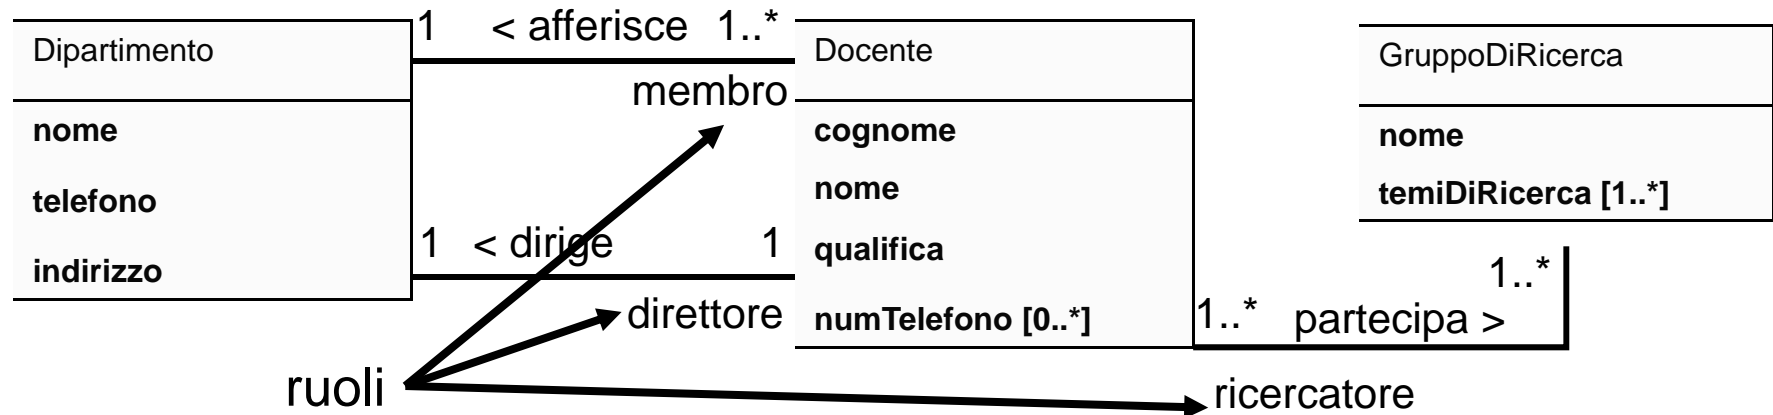 1 < afferisce 1..*
Dipartimento
Docente
GruppoDiRicerca
membro
nome
telefono
indirizzo
cognome
nome
qualifica
numTelefono [0..*]
nome
temiDiRicerca [1..*]
1 < dirige 1
direttore
1..*
1..* partecipa >
ruoli
ricercatore